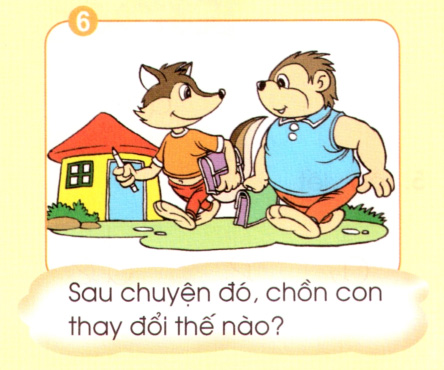 6
Sau chuyện đó, chồn con
thay đổi thế nào?